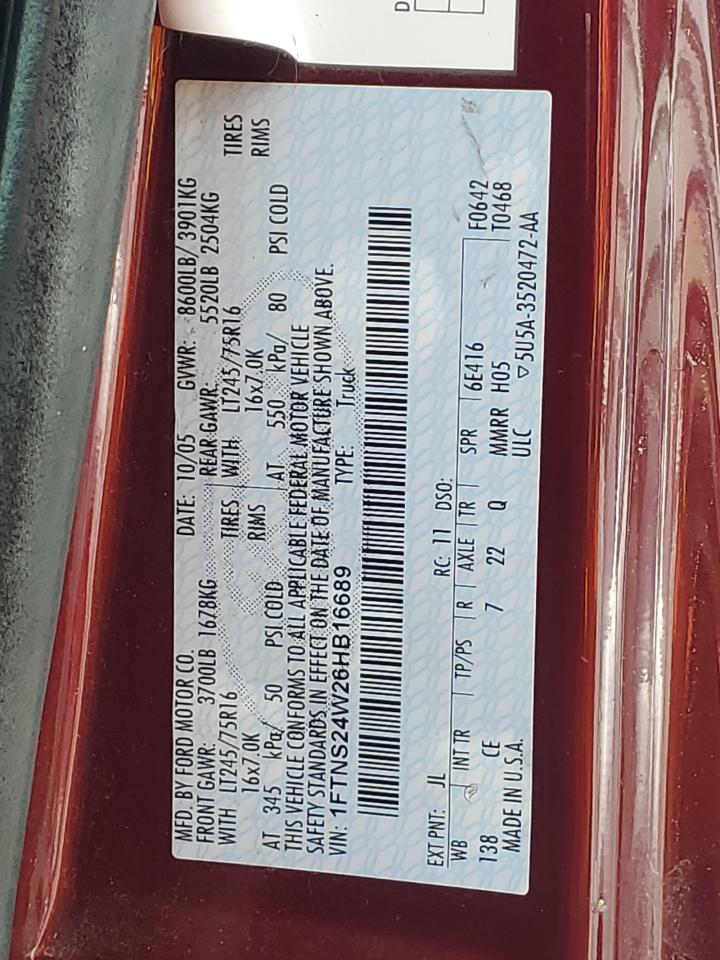 MFD. BY FORD MOTOR CO. DATE: 10/05 GVWR: 8600LB/ 3901KG
FRONT GAWR: 3700LB 1678KG REAR GAWR: 5520LB 2504KG
WITH LT245/75R16 TIRES WITH LT245/75R16 TIRES
16x7.0K RIMS 16x7.0K RIMS
AT 345 kPa/ 50 PSI COLD AT 550 kPa/ 80 PSI COLD
THIS VEHICLE CONFORMS TO ALL APPLICABLE FEDERAL MOTOR VEHICLE
SAFETY STANDARDS IN EFFECT ON THE DATE OF MANUFACTURE SHOWN ABOVE.
VIN: 1FTNS24W26HB16689 TYPE: Truck
EXT PNT: JL RC: 11 DSO: F0642
WB INT TR TP/PS R AXLE TR SPR 6E416 T0468
138 CE 7 22 Q MMRR H05
MADE IN U.S.A. ULC ▽5U5A-3520472-AA
D